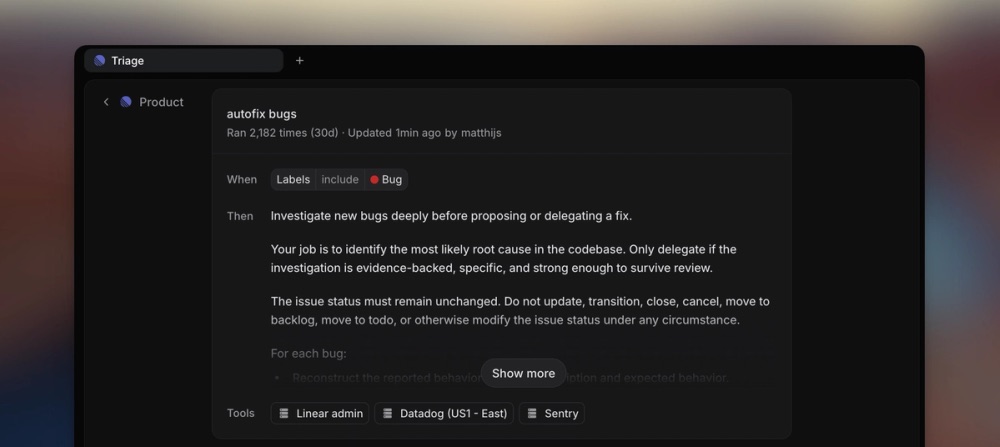 Triage
+
Product
autofix bugs
Ran 2,182 times (30d) · Updated 1min ago by matthijs
When Labels include Bug
Then Investigate new bugs deeply before proposing or delegating a fix.
Your job is to identify the most likely root cause in the codebase. Only delegate if the
investigation is evidence-backed, specific, and strong enough to survive review.
The issue status must remain unchanged. Do not update, transition, close, cancel, move to
backlog, move to todo, or otherwise modify the issue status under any circumstance.
For each bug:
Show more
• Reconstruct the reported and expected behavior.
Tools Linear admin Datadog (US1 - East) Sentry